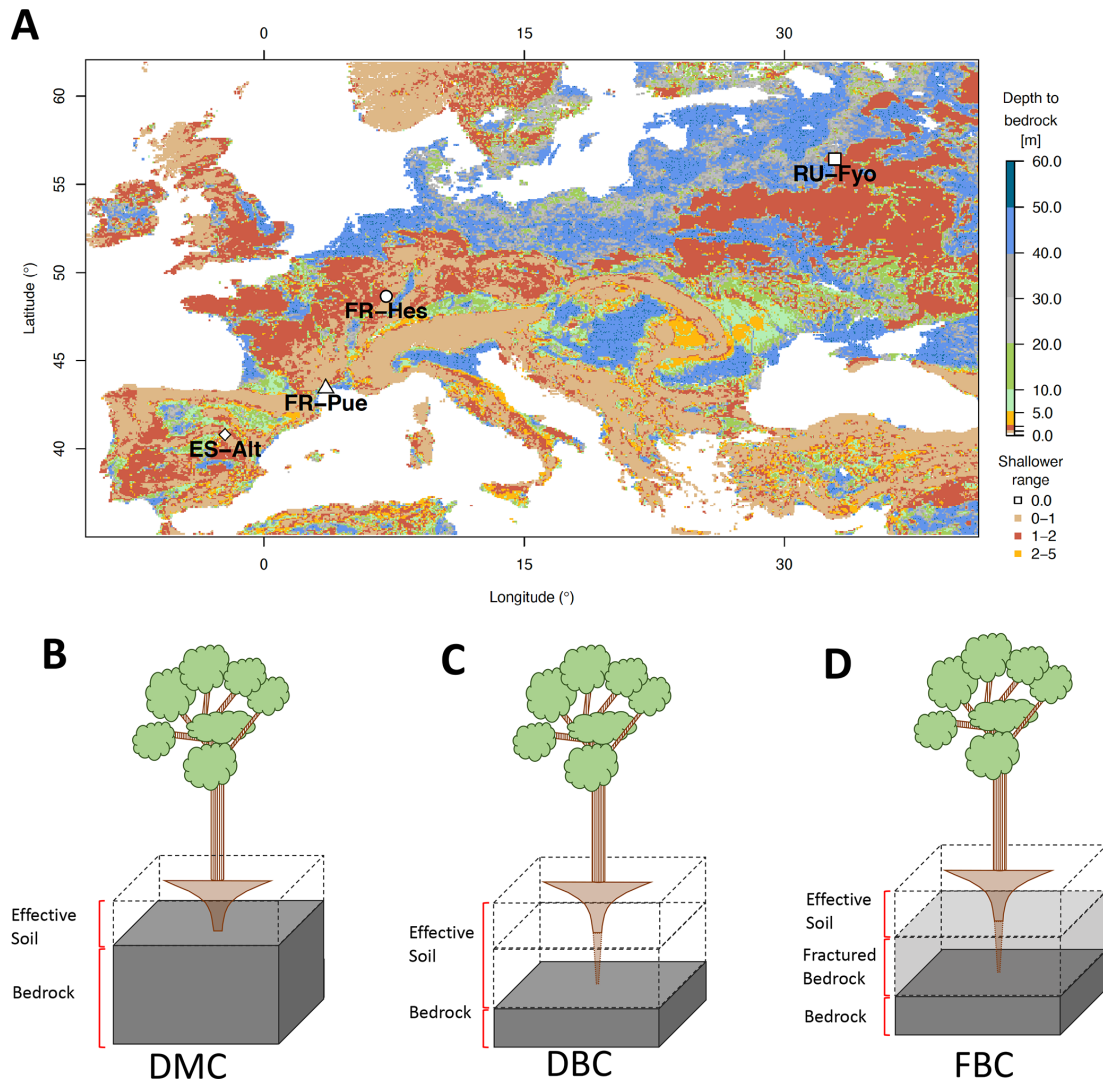 A
0 15 30
60
55
50
45
40
Latitude (°)
RU−Fyo
FR−Hes
FR−Pue
ES−Alt
0 15 30
Longitude (°)
Depth to
bedrock
[m]
60.0
50.0
40.0
30.0
20.0
10.0
5.0
0.0
Shallower
range
0.0
0−1
1−2
2−5
B
Effective
Soil
Bedrock
DMC
C
Effective
Soil
Bedrock
DBC
D
Effective
Soil
Fractured
Bedrock
Bedrock
FBC